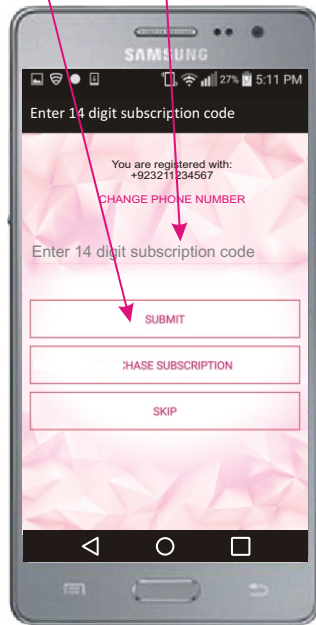 SAMSUNG
27% 5:11 PM
Enter 14 digit subscription code
You are registered with:
+923211234567
CHANGE PHONE NUMBER
Enter 14 digit subscription code
SUBMIT
CHASE SUBSCRIPTION
SKIP